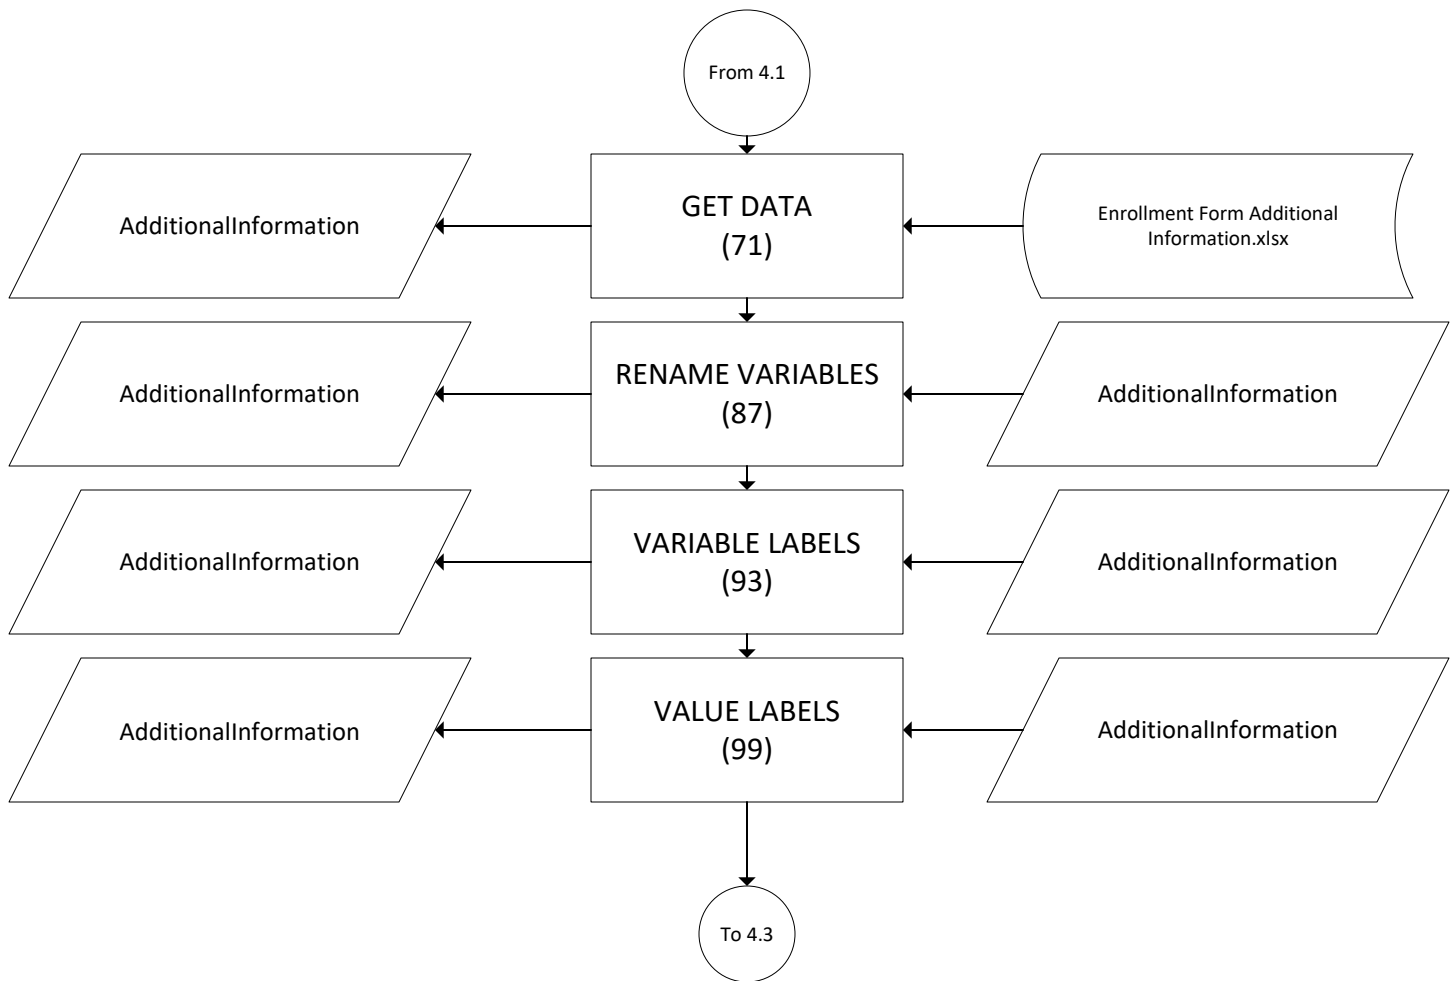 From 4.1
AdditionalInformation
GET DATA
(71)
Enrollment Form Additional
Information.xlsx
AdditionalInformation
RENAME VARIABLES
(87)
AdditionalInformation
AdditionalInformation
VARIABLE LABELS
(93)
AdditionalInformation
AdditionalInformation
VALUE LABELS
(99)
AdditionalInformation
To 4.3